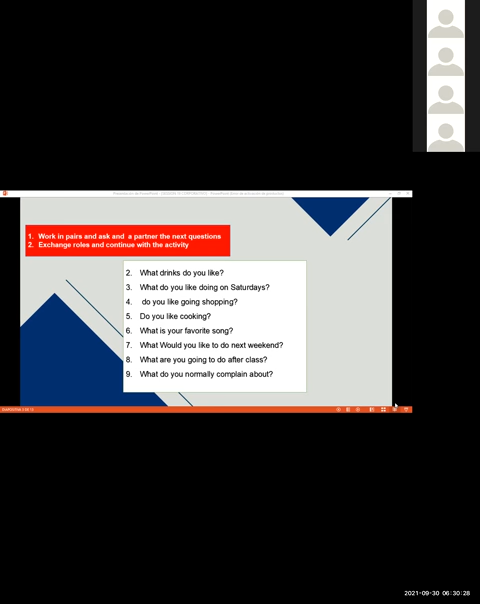 1. Work in pairs and ask and  a partner the next questions
2. Exchange roles and continue with the activity
2. What drinks do you like?
3. What do you like doing on Saturdays?
4. do you like going shopping?
5. Do you like cooking?
6. What is your favorite song?
7. What Would you like to do next weekend?
8. What are you going to do after class?
9. What do you normally complain about?
2021-09-30 06:30:28